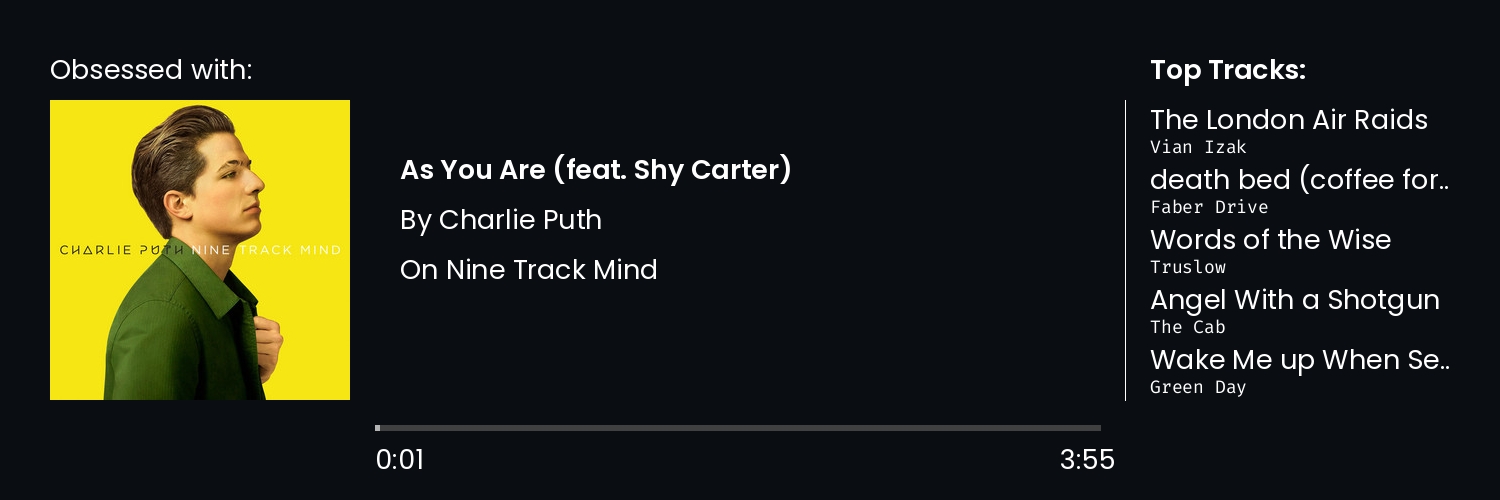 Obsessed with:
CHARLIE PUTH NINE TRACK MIND
As You Are (feat. Shy Carter)
By Charlie Puth
On Nine Track Mind
0:01
3:55
Top Tracks:
The London Air Raids
Vian Izak
death bed (coffee for..
Faber Drive
Words of the Wise
Truslow
Angel With a Shotgun
The Cab
Wake Me up When Se..
Green Day